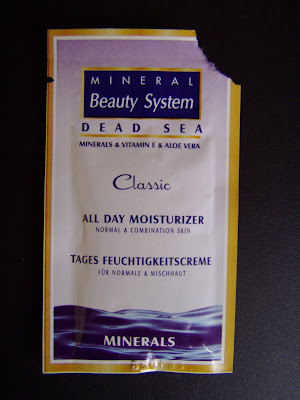 MINERAL
Beauty System
DEAD SEA
MINERALS & VITAMIN E & ALOE VERA
Classic
ALL DAY MOISTURIZER
NORMAL & COMBINATION SKIN
TAGES FEUCHTIGKEITSCREME
FÜR NORMALE & MISCHHAUT
MINERALS